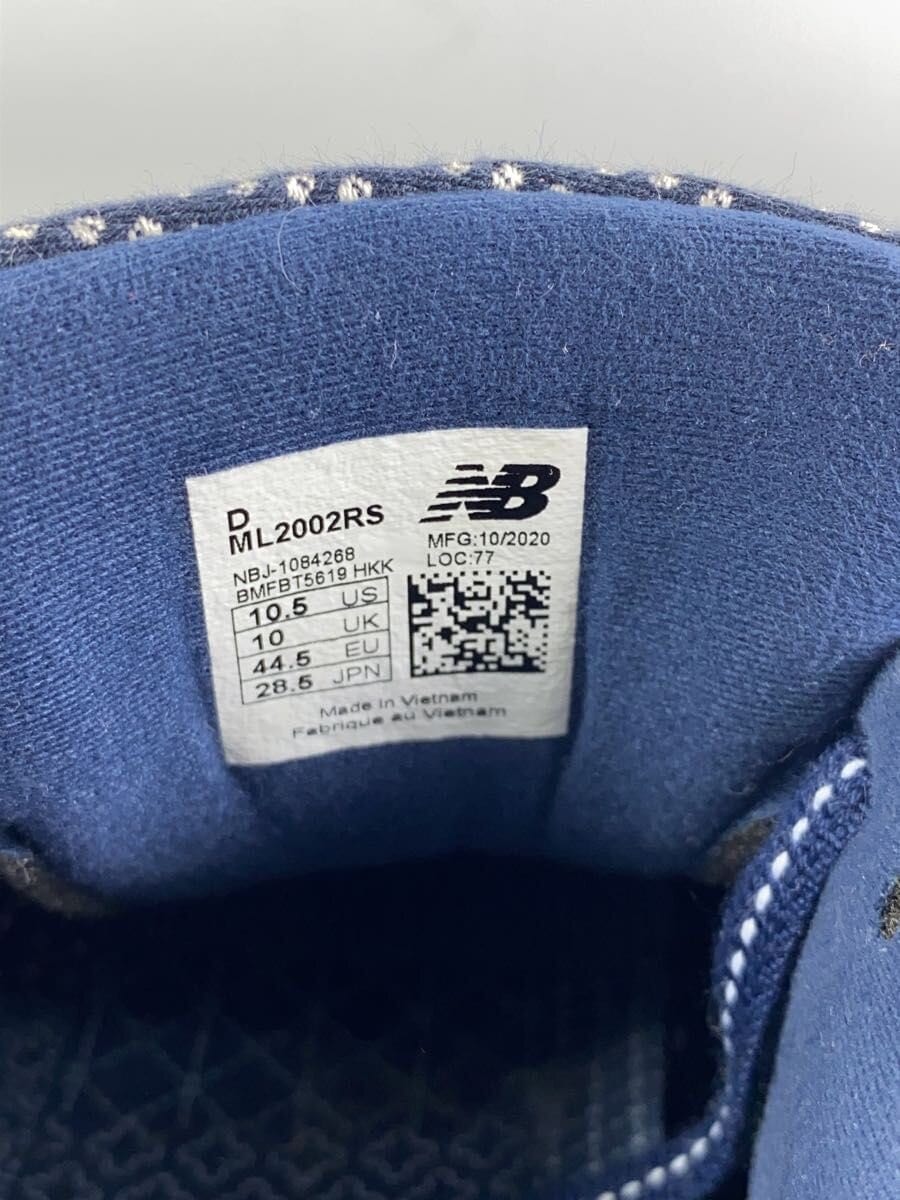 D
ML2002RS
NBJ-1084268
BMFBT5619 HKK
10.5 US
10 UK
44.5 EU
28.5 JPN
NB
MFG:10/2020
LOC:77
Made in Vietnam
Fabrique au Vietnam